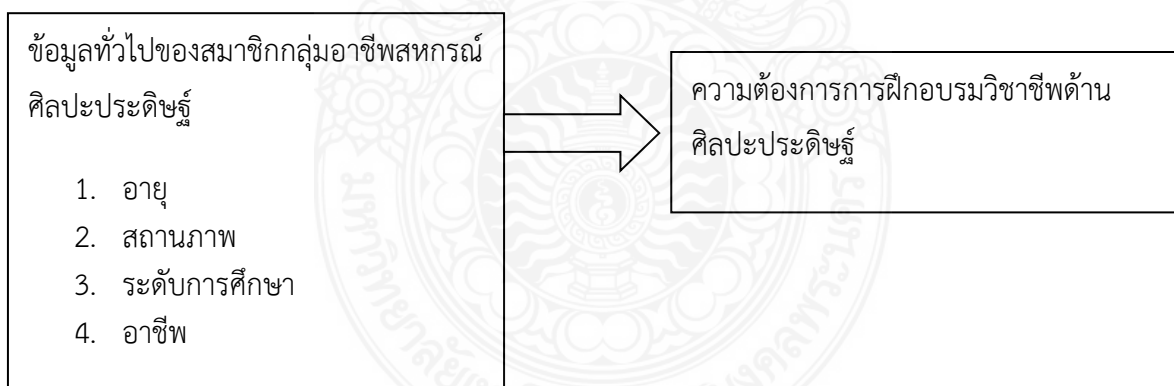 ข้อมูลทั่วไปของสมาชิกกลุ่มอาชีพสหกรณ์
ศิลปะประดิษฐ์
1. อายุ
2. สถานภาพ
3. ระดับการศึกษา
4. อาชีพ
ความต้องการการฝึกอบรมวิชาชีพด้าน
ศิลปะประดิษฐ์